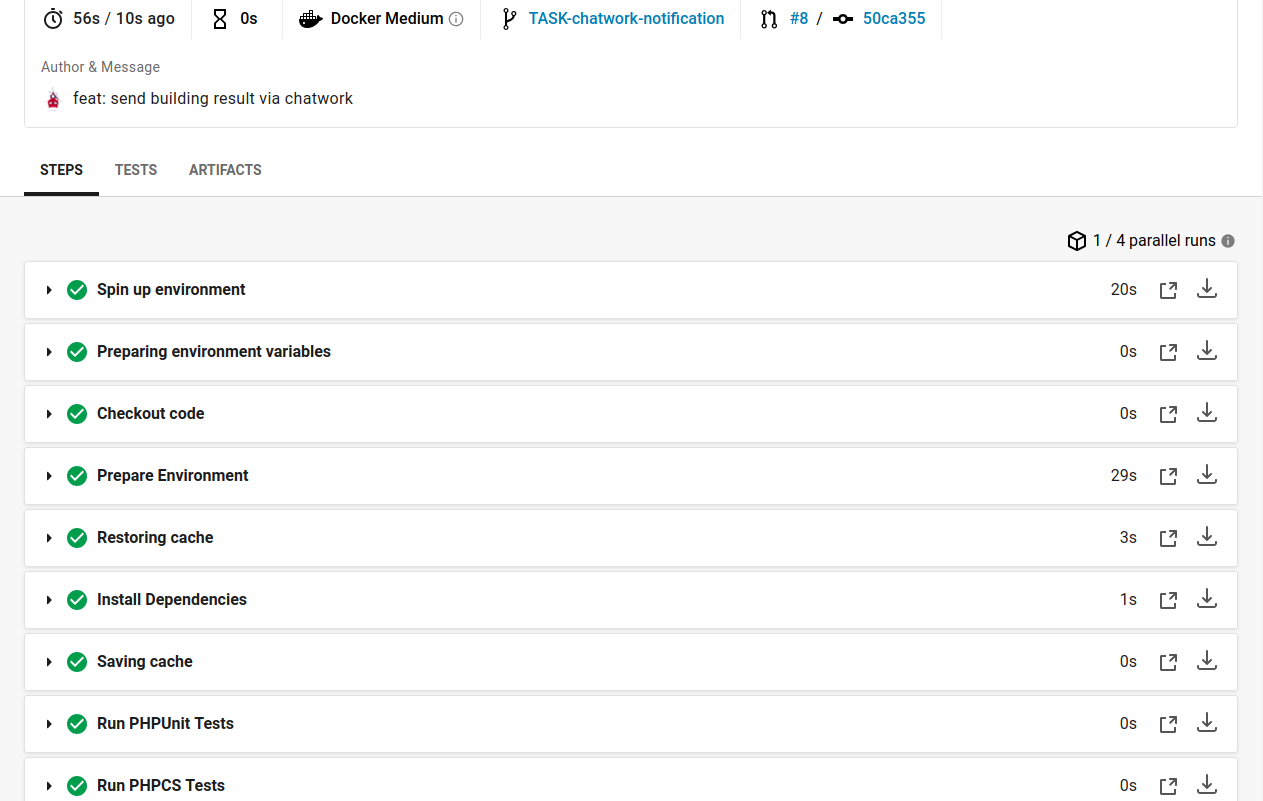 56s / 10s ago 0s Docker Medium TASK-chatwork-notification #8 / 50ca355
Author & Message
feat: send building result via chatwork
STEPS TESTS ARTIFACTS
1 / 4 parallel runs
Spin up environment 20s
Preparing environment variables 0s
Checkout code 0s
Prepare Environment 29s
Restoring cache 3s
Install Dependencies 1s
Saving cache 0s
Run PHPUnit Tests 0s
Run PHPCS Tests 0s